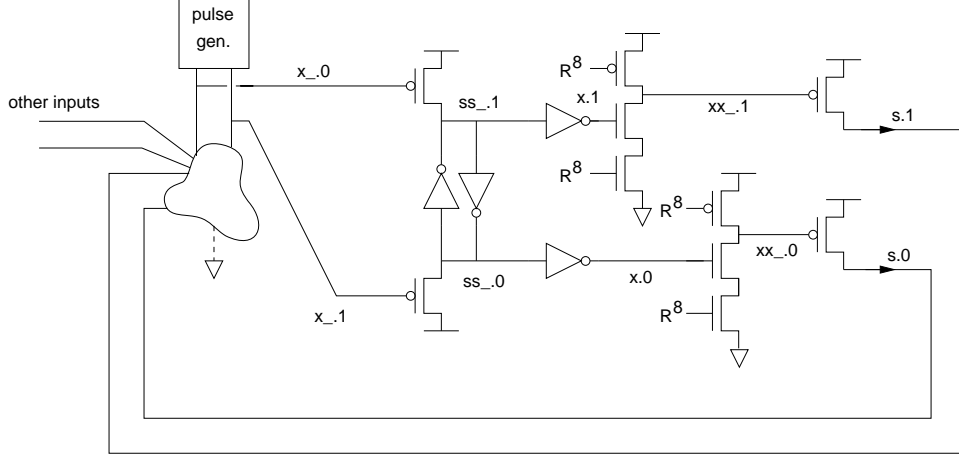 pulse
gen.
x_.0
other inputs
R8
x.1
ss_.1
xx_.1
s.1
R8
R8
xx_.0
s.0
ss_.0
x.0
x_.1
R8